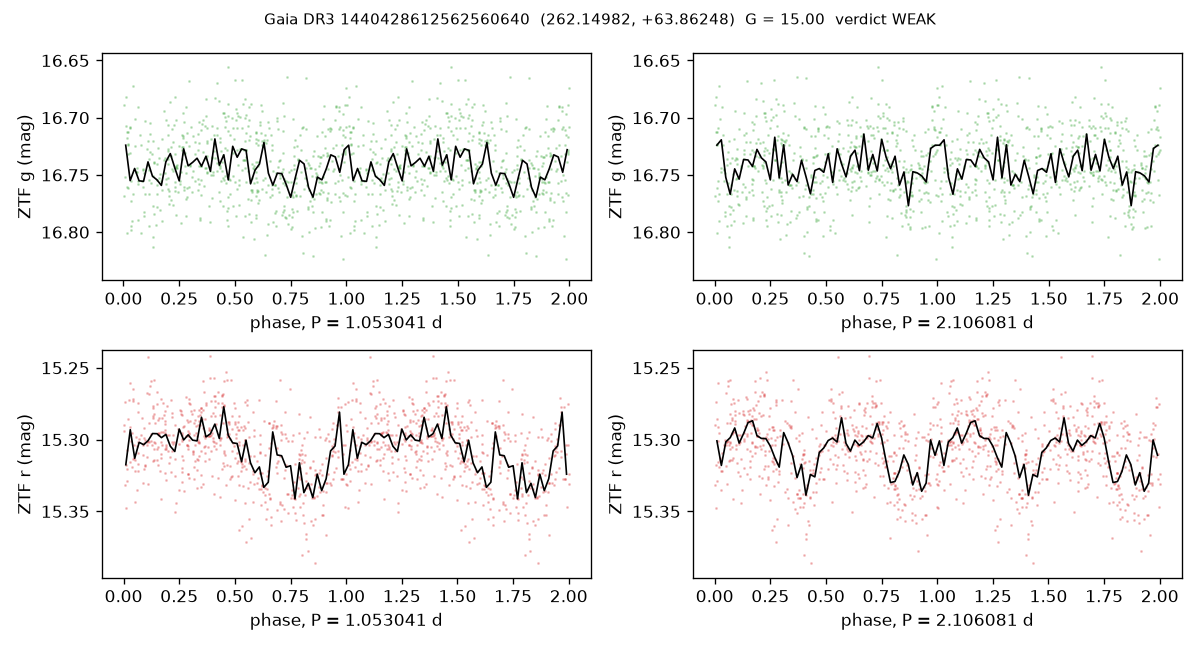 Gaia DR3 1440428612562560640  (262.14982, +63.86248)  G = 15.00  verdict WEAK
ZTF g (mag)
16.65
16.70
16.75
16.80
0.00 0.25 0.50 0.75 1.00 1.25 1.50 1.75 2.00
phase, P = 1.053041 d
ZTF g (mag)
16.65
16.70
16.75
16.80
0.00 0.25 0.50 0.75 1.00 1.25 1.50 1.75 2.00
phase, P = 2.106081 d
ZTF r (mag)
15.25
15.30
15.35
0.00 0.25 0.50 0.75 1.00 1.25 1.50 1.75 2.00
phase, P = 1.053041 d
ZTF r (mag)
15.25
15.30
15.35
0.00 0.25 0.50 0.75 1.00 1.25 1.50 1.75 2.00
phase, P = 2.106081 d